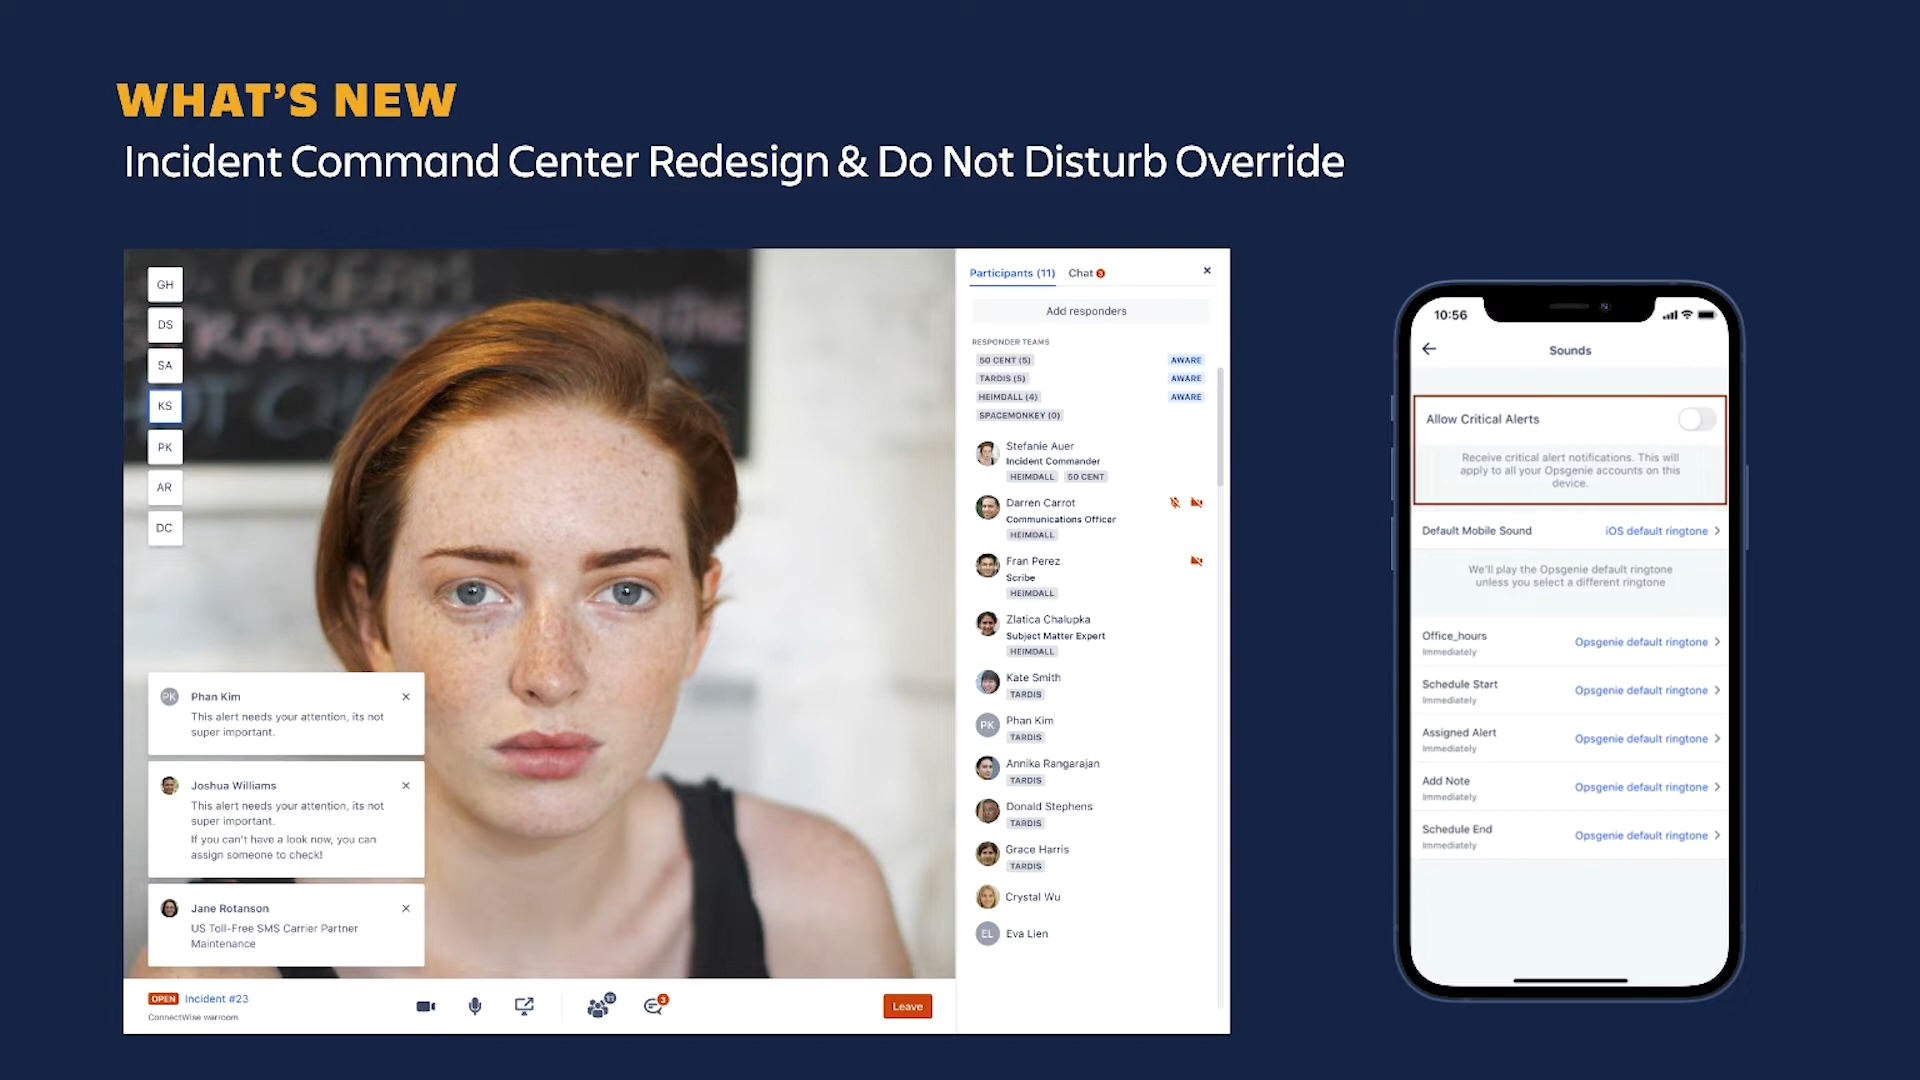 WHAT'S NEW
Incident Command Center Redesign & Do Not Disturb Override
CREAM
GH
DS
SA
KS
PK
AR
DC
PK Phan Kim
This alert needs your attention, its not
super important.
Joshua Williams
This alert needs your attention, its not
super important.
If you can't have a look now, you can
assign someone to check!
Jane Rotanson
US Toll-Free SMS Carrier Partner
Maintenance
OPEN Incident #23
ConnectWise warroom
11
3
Leave
Participants (11) Chat 3
Add responders
RESPONDER TEAMS
50 CENT (5) AWARE
TARDIS (5) AWARE
HEIMDALL (4) AWARE
SPACEMONKEY (0)
Stefanie Auer
Incident Commander
HEIMDALL 50 CENT
Darren Carrot
Communications Officer
HEIMDALL
Fran Perez
Scribe
HEIMDALL
Zlatica Chalupka
Subject Matter Expert
HEIMDALL
Kate Smith
TARDIS
PK Phan Kim
TARDIS
Annika Rangarajan
TARDIS
Donald Stephens
TARDIS
Grace Harris
TARDIS
Crystal Wu
EL Eva Lien
10:56
Sounds
Allow Critical Alerts
Receive critical alert notifications. This will
apply to all your Opsgenie accounts on this
device.
Default Mobile Sound iOS default ringtone
We'll play the Opsgenie default ringtone
unless you select a different ringtone
Office_hours
Immediately
Opsgenie default ringtone
Schedule Start
Immediately
Opsgenie default ringtone
Assigned Alert
Immediately
Opsgenie default ringtone
Add Note
Immediately
Opsgenie default ringtone
Schedule End
Immediately
Opsgenie default ringtone